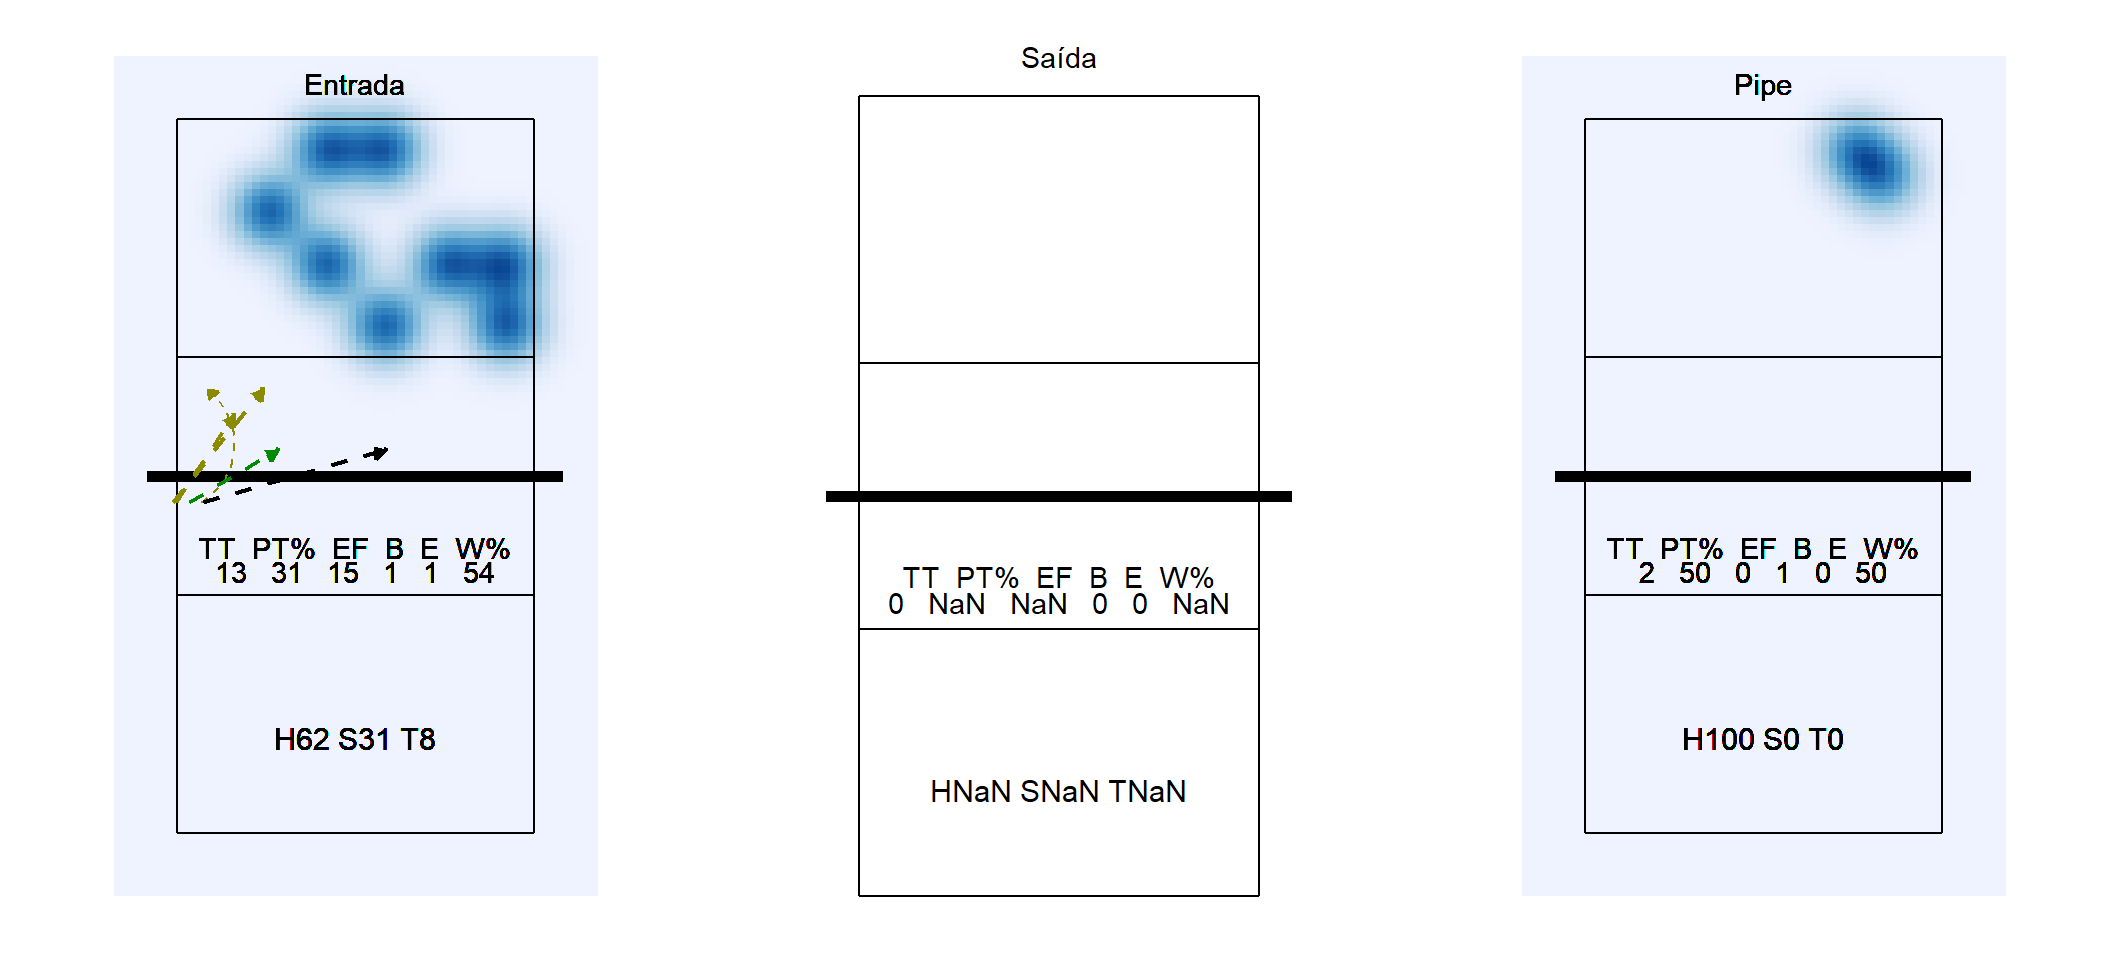 Entrada
TT PT% EF B E W%
13 31 15 1 1 54
H62 S31 T8
Saída
TT PT% EF B E W%
0 NaN NaN 0 0 NaN
HNaN SNaN TNaN
Pipe
TT PT% EF B E W%
2 50 0 1 0 50
H100 S0 T0